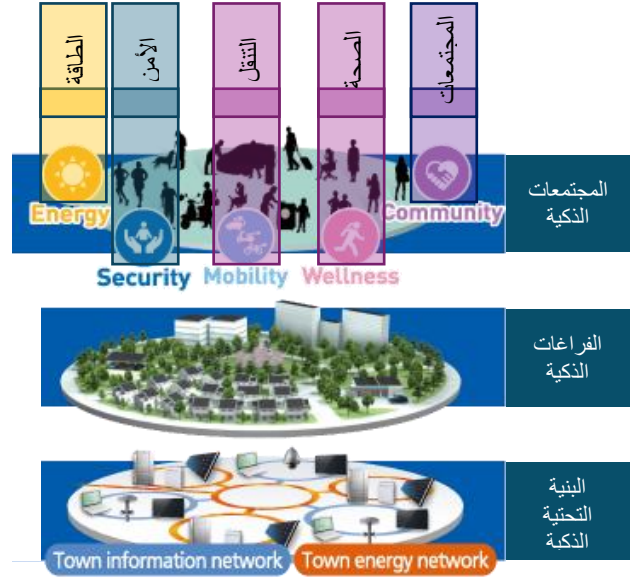 الطاقة
الأمن
التنقل
الصحة
المجتمعات
Energy
Community
Security
Mobility
Wellness
المجتمعات
الذكية
الفراغات
الذكية
البنية
التحتية
الذكية
Town information network
Town energy network